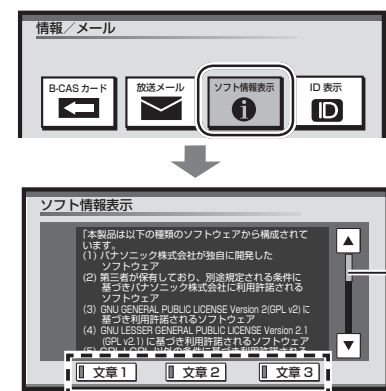 情報／メール
B-CAS カード
放送メール
ソフト情報表示
ID 表示
ID
ソフト情報表示
「本製品は以下の種類のソフトウェアから構成されて
います。
(1) パナソニック株式会社が独自に開発した
ソフトウェア
(2) 第三者が保有しており、別途規定される条件に
基づきパナソニック株式会社に利用許諾される
ソフトウェア
(3) GNU GENERAL PUBLIC LICENSE Version 2(GPL v2) に
基づき利用許諾されるソフトウェア
(4) GNU LESSER GENERAL PUBLIC LICENSE Version 2.1
(GPL v2.1) に基づき利用許諾されるソフトウェア
文章 1
文章 2
文章 3